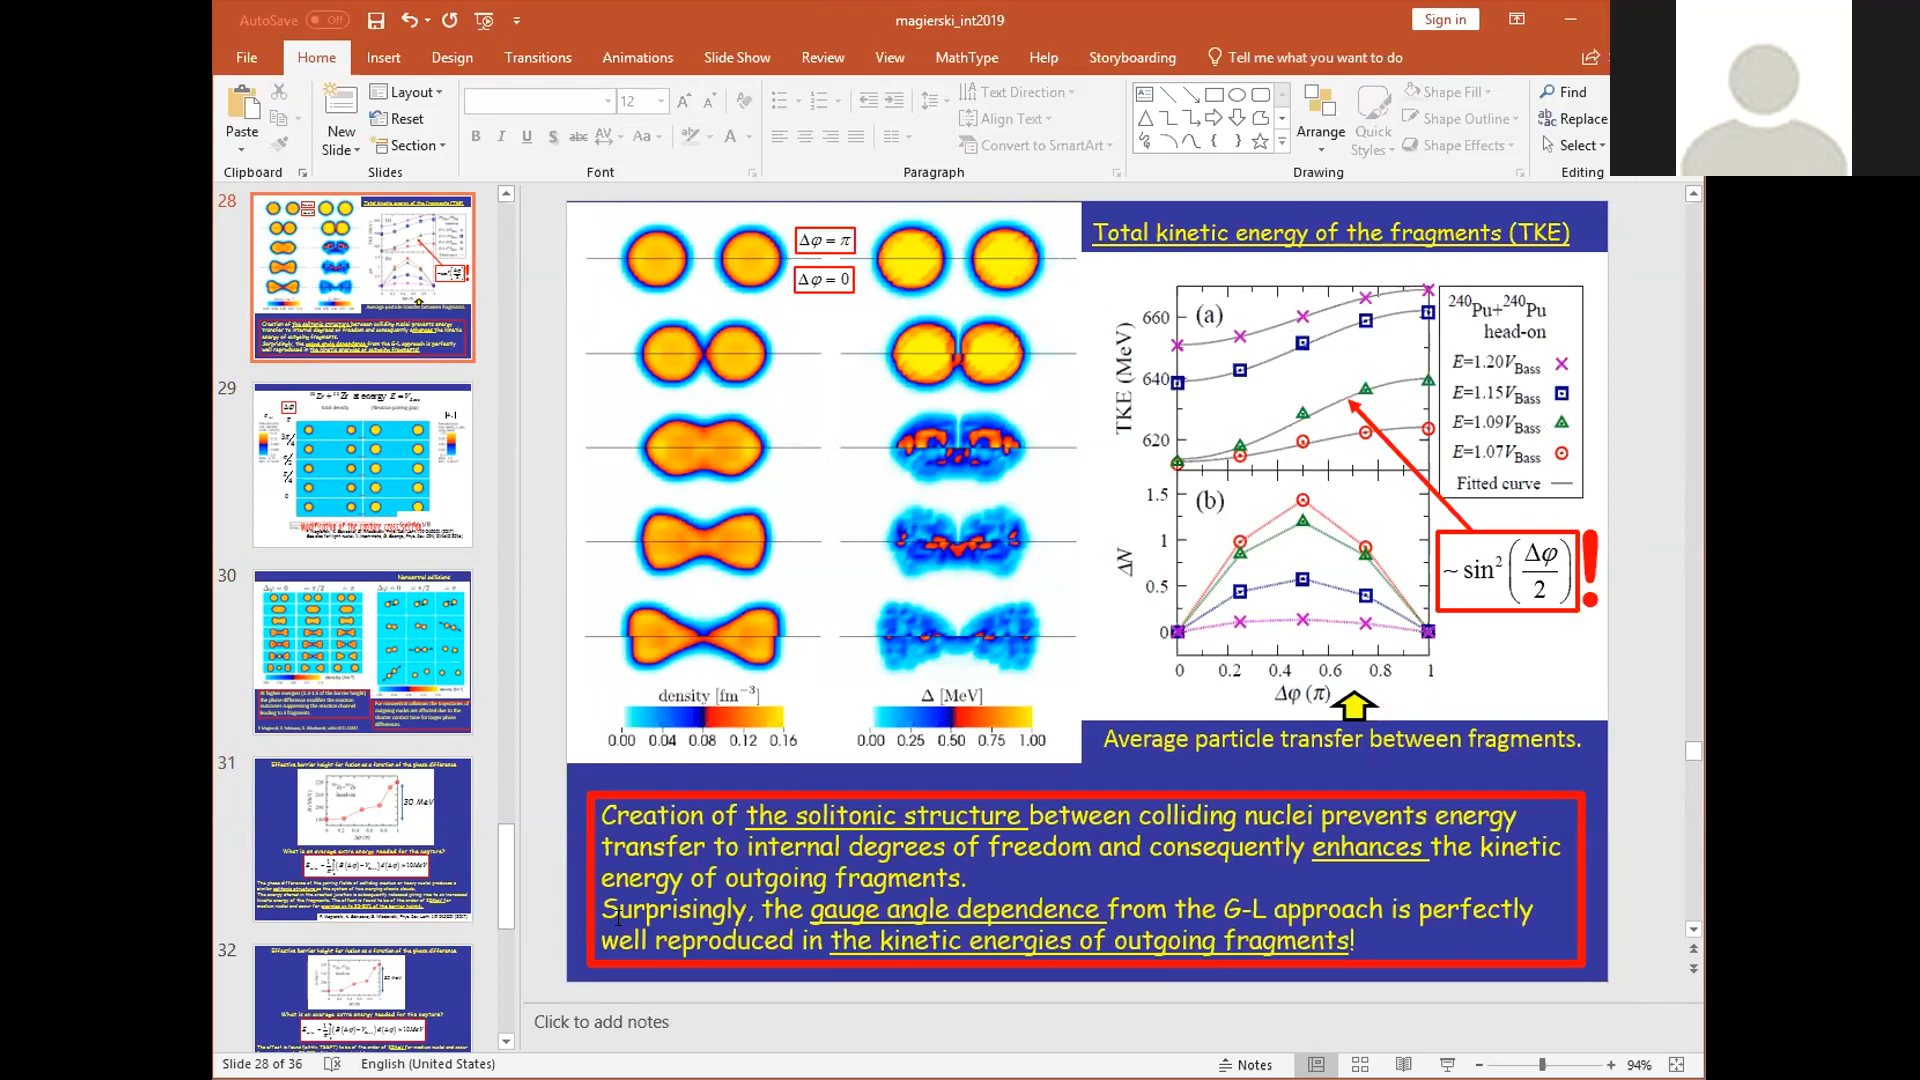 AutoSave Off
magierski_int2019
Sign in
File Home Insert Design Transitions Animations Slide Show Review View MathType Help Storyboarding Tell me what you want to do
Paste
New
Slide
Layout
Reset
Section
12
Text Direction
Align Text
Convert to SmartArt
Arrange
Quick
Styles
Shape Fill
Shape Outline
Shape Effects
Find
Replace
Select
Clipboard Slides Font Paragraph Drawing Editing
28
29
30
31
32
Δφ = π
Δφ = 0
density [fm⁻³]
0.00 0.04 0.08 0.12 0.16
Δ [MeV]
0.00 0.25 0.50 0.75 1.00
Total kinetic energy of the fragments (TKE)
(a)
TKE (MeV)
660
640
620
²⁴⁰Pu+²⁴⁰Pu
head-on
E=1.20V_Bass
E=1.15V_Bass
E=1.09V_Bass
E=1.07V_Bass
Fitted curve
(b)
ΔN
1.5
1
0.5
0
0 0.2 0.4 0.6 0.8 1
Δφ (π)
~ sin² (Δφ/2) !
Average particle transfer between fragments.
Creation of the solitonic structure between colliding nuclei prevents energy
transfer to internal degrees of freedom and consequently enhances the kinetic
energy of outgoing fragments.
Surprisingly, the gauge angle dependence from the G-L approach is perfectly
well reproduced in the kinetic energies of outgoing fragments!
Click to add notes
Slide 28 of 36 English (United States) Notes 94%